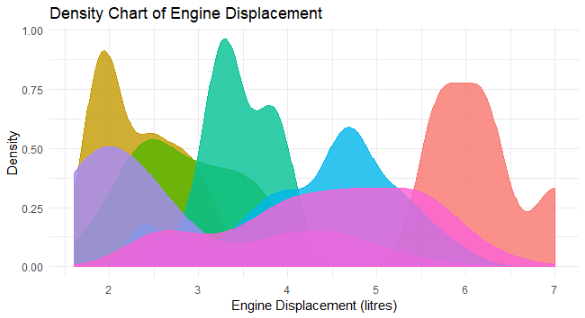 Density Chart of Engine Displacement
1.00
0.75
0.50
0.25
0.00
Density
2 3 4 5 6 7
Engine Displacement (litres)